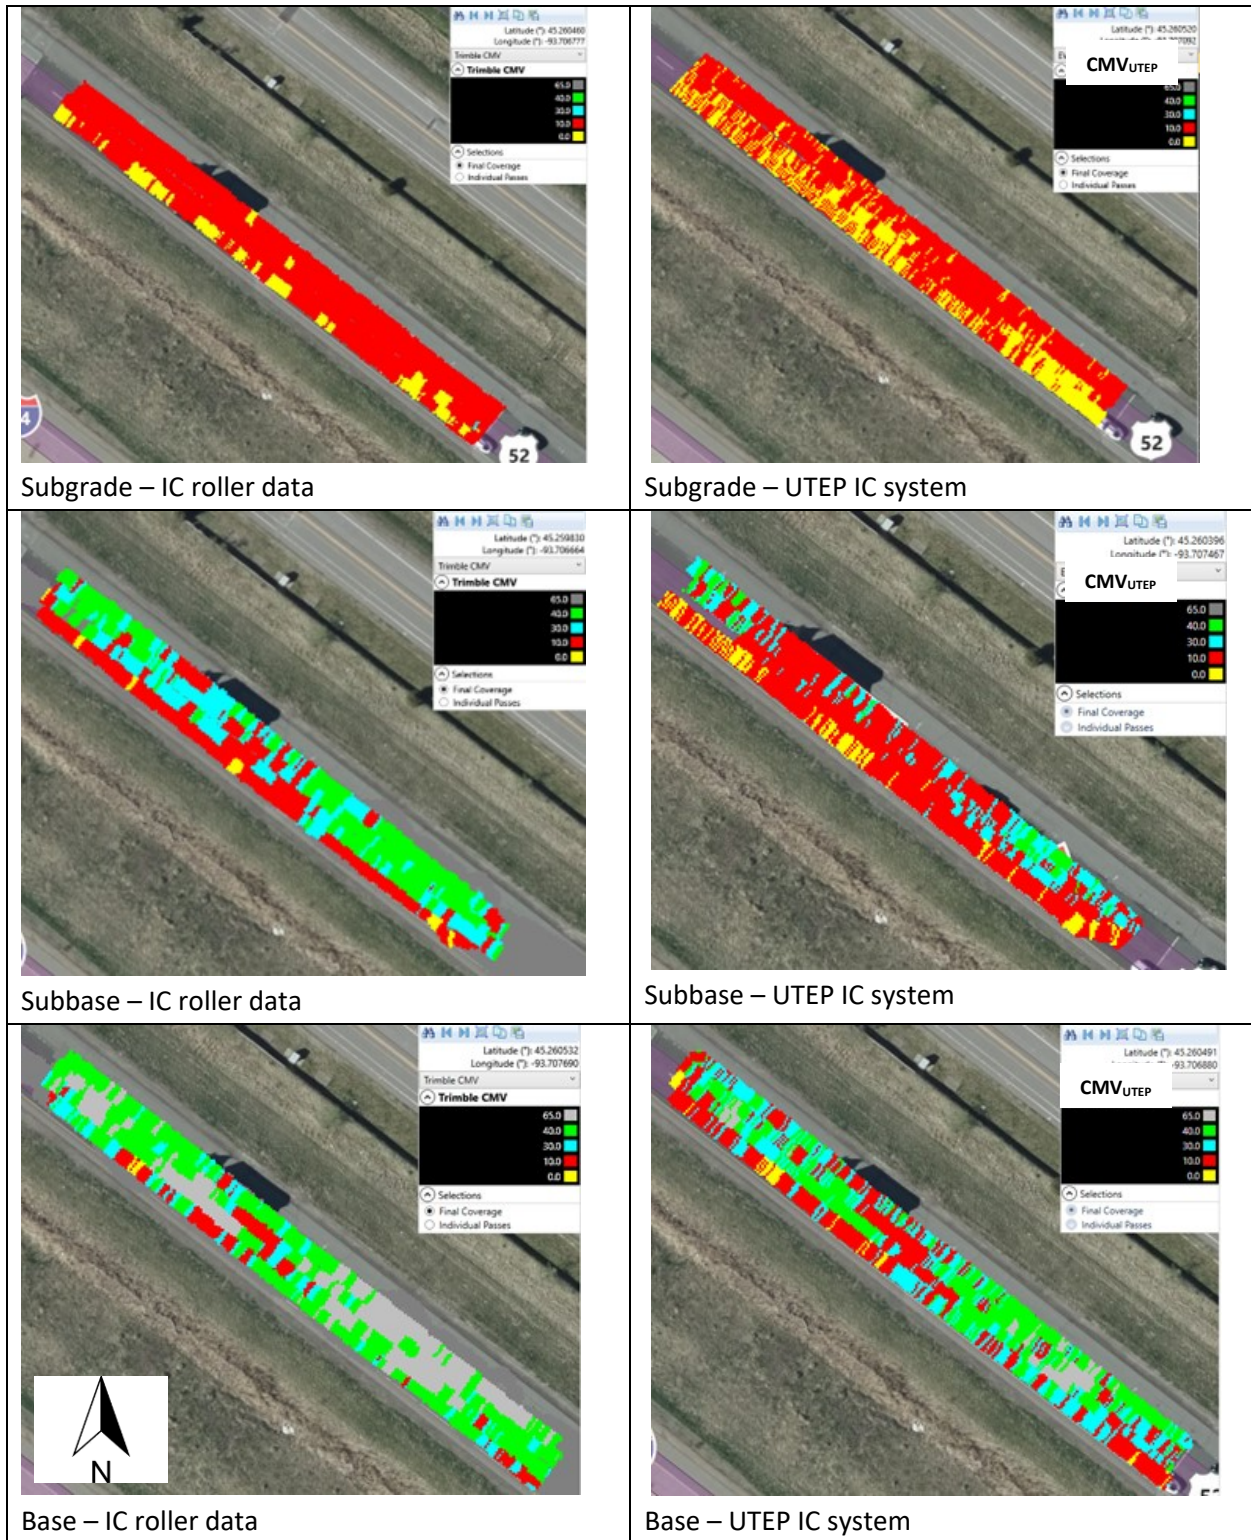 Latitude (°): 45.260460
Longitude (°): -93.706777
Trimble CMV
Trimble CMV
65.0
40.0
30.0
10.0
0.0
Selections
Final Coverage
Individual Passes
4
52
Subgrade – IC roller data
Latitude (°): 45.260520
CMVUTEP
65.0
40.0
30.0
10.0
0.0
Selections
Final Coverage
Individual Passes
52
Subgrade – UTEP IC system
Latitude (°): 45.259830
Longitude (°): -93.706664
Trimble CMV
Trimble CMV
65.0
40.0
30.0
10.0
0.0
Selections
Final Coverage
Individual Passes
Subbase – IC roller data
Latitude (°): 45.260396
Longitude (°): -93.707467
CMVUTEP
65.0
40.0
30.0
10.0
0.0
Selections
Final Coverage
Individual Passes
Subbase – UTEP IC system
Latitude (°): 45.260532
Longitude (°): -93.707690
Trimble CMV
Trimble CMV
65.0
40.0
30.0
10.0
0.0
Selections
Final Coverage
Individual Passes
N
Base – IC roller data
Latitude (°): 45.260491
Longitude (°): -93.706880
CMVUTEP
65.0
40.0
30.0
10.0
0.0
Selections
Final Coverage
Individual Passes
Base – UTEP IC system